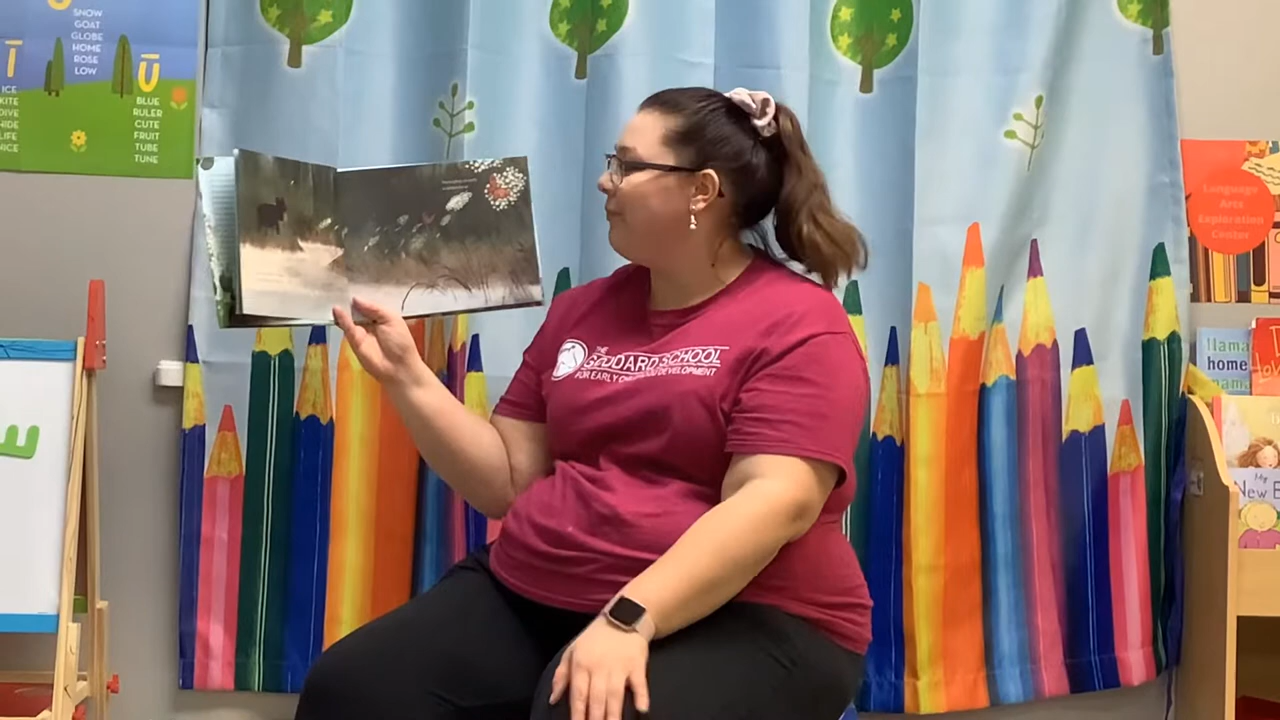 SNOW
GOAT
GLOBE
HOME
ROSE
LOW
Ī
ICE
KITE
DIVE
HIDE
LIFE
NICE
Ū
BLUE
RULER
CUTE
FRUIT
TUBE
TUNE
E
THE
GODDARD SCHOOL
FOR EARLY CHILDHOOD DEVELOPMENT
Language
Arts
Exploration
Center
llama
home
mama
My
New